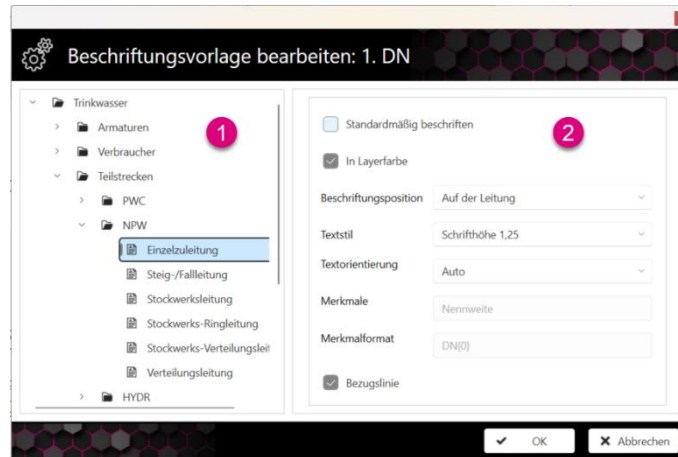 Beschriftungsvorlage bearbeiten: 1. DN
Trinkwasser
Armaturen
1
Verbraucher
Teilstrecken
PWC
NPW
Einzelzuleitung
Steig-/Fallleitung
Stockwerksleitung
Stockwerks-Ringleitung
Stockwerks-Verteilungsleit
Verteilungsleitung
HYDR
Standardmäßig beschriften
2
In Layerfarbe
Beschriftungsposition Auf der Leitung
Textstil Schrifthöhe 1,25
Textorientierung Auto
Merkmale Nennweite
Merkmalformat DN{0}
Bezugslinie
OK Abbrechen